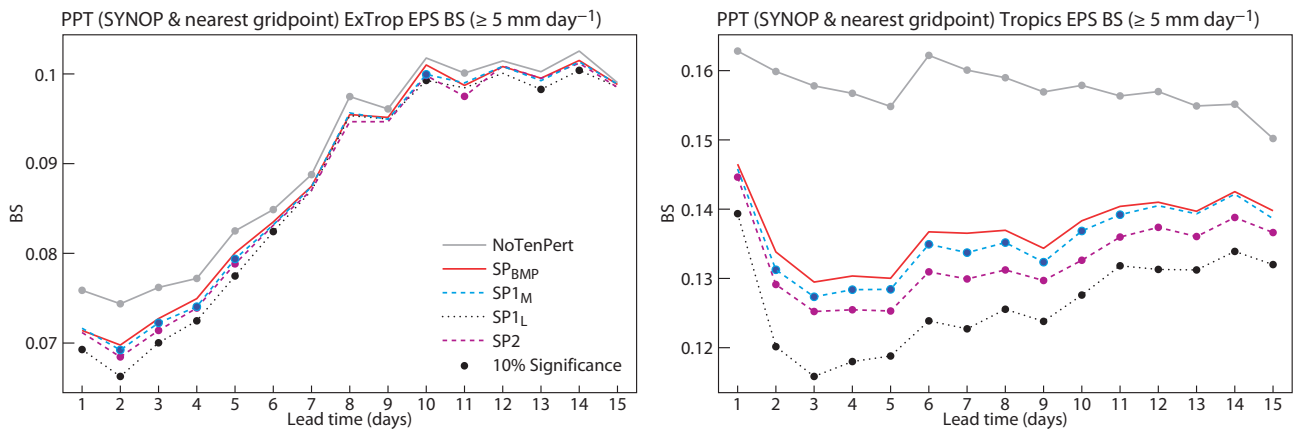 PPT (SYNOP & nearest gridpoint) ExTrop EPS BS (≥ 5 mm day⁻¹)
0.1
0.09
0.08
0.07
BS
NoTenPert
SP_BMP
SP1_M
SP1_L
SP2
10% Significance
1 2 3 4 5 6 7 8 9 10 11 12 13 14 15
Lead time (days)
PPT (SYNOP & nearest gridpoint) Tropics EPS BS (≥ 5 mm day⁻¹)
0.16
0.15
0.14
0.13
0.12
BS
1 2 3 4 5 6 7 8 9 10 11 12 13 14 15
Lead time (days)